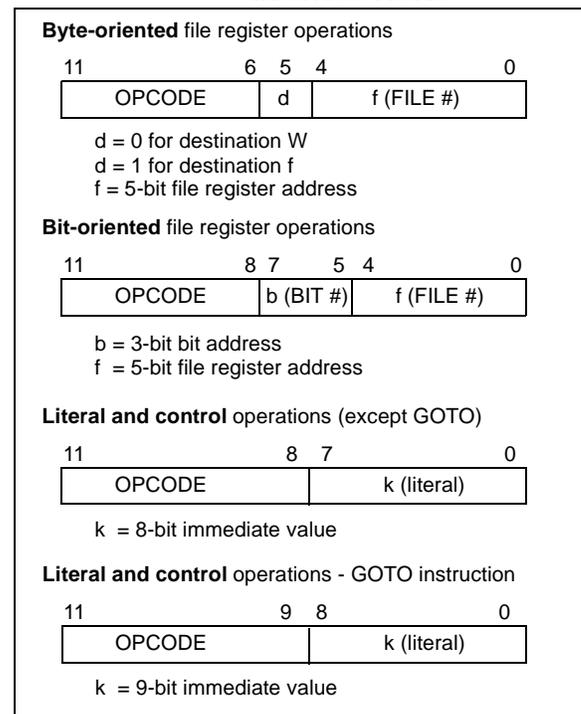 Byte-oriented file register operations
11 6 5 4 0
OPCODE d f (FILE #)
d = 0 for destination W
d = 1 for destination f
f = 5-bit file register address
Bit-oriented file register operations
11 8 7 5 4 0
OPCODE b (BIT #) f (FILE #)
b = 3-bit bit address
f = 5-bit file register address
Literal and control operations (except GOTO)
11 8 7 0
OPCODE k (literal)
k = 8-bit immediate value
Literal and control operations - GOTO instruction
11 9 8 0
OPCODE k (literal)
k = 9-bit immediate value